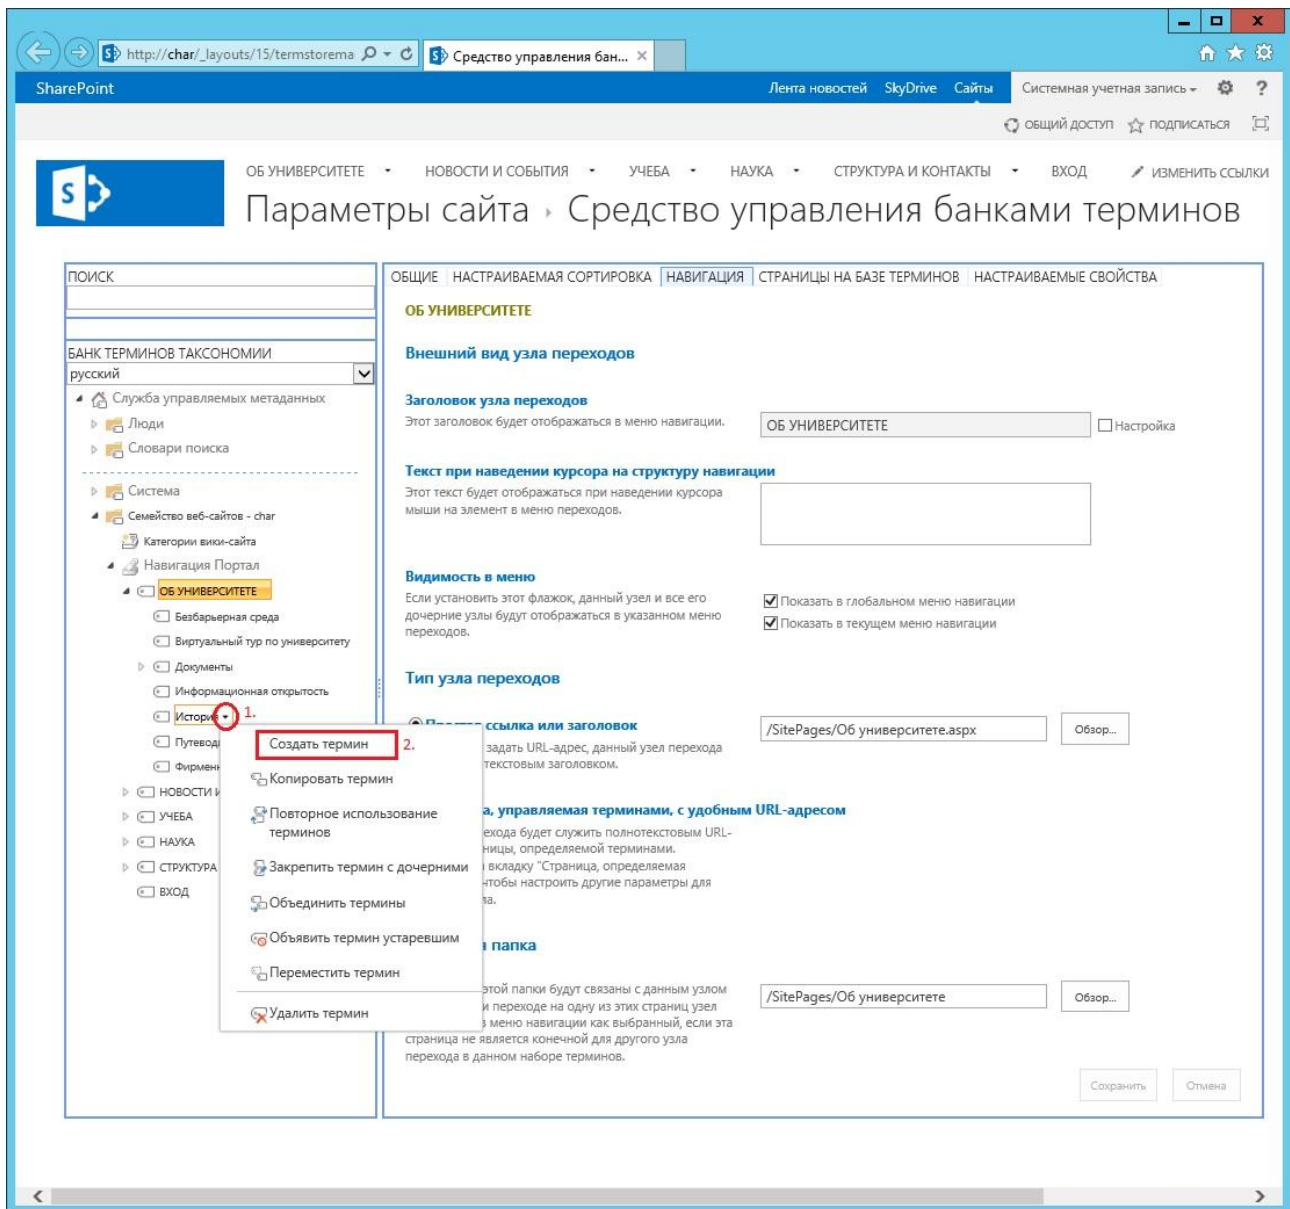 http://char/_layouts/15/termstorema
Средство управления бан...
SharePoint
Лента новостей SkyDrive Сайты Системная учетная запись ?
ОБЩИЙ ДОСТУП ПОДПИСАТЬСЯ
ОБ УНИВЕРСИТЕТЕ НОВОСТИ И СОБЫТИЯ УЧЕБА НАУКА СТРУКТУРА И КОНТАКТЫ ВХОД ИЗМЕНИТЬ ССЫЛКИ
S
Параметры сайта › Средство управления банками терминов
ПОИСК
БАНК ТЕРМИНОВ ТАКСОНОМИИ
русский
Служба управляемых метаданных
Люди
Словари поиска
Система
Семейство веб-сайтов - char
Категории вики-сайта
Навигация Портал
ОБ УНИВЕРСИТЕТЕ
Безбарьерная среда
Виртуальный тур по университету
Документы
Информационная открытость
История 1.
Путевод
Фирмен
НОВОСТИ И
УЧЕБА
НАУКА
СТРУКТУРА
ВХОД
Создать термин 2.
Копировать термин
Повторное использование
терминов
Закрепить термин с дочерними
Объединить термины
Объявить термин устаревшим
Переместить термин
Удалить термин
ОБЩИЕ НАСТРАИВАЕМАЯ СОРТИРОВКА НАВИГАЦИЯ СТРАНИЦЫ НА БАЗЕ ТЕРМИНОВ НАСТРАИВАЕМЫЕ СВОЙСТВА
ОБ УНИВЕРСИТЕТЕ
Внешний вид узла переходов
Заголовок узла переходов
Этот заголовок будет отображаться в меню навигации.
ОБ УНИВЕРСИТЕТЕ
Настройка
Текст при наведении курсора на структуру навигации
Этот текст будет отображаться при наведении курсора
мыши на элемент в меню переходов.
Видимость в меню
Если установить этот флажок, данный узел и все его
дочерние узлы будут отображаться в указанном меню
переходов.
Показать в глобальном меню навигации
Показать в текущем меню навигации
Тип узла переходов
ссылка или заголовок
задать URL-адрес, данный узел перехода
текстовым заголовком.
/SitePages/Об университете.aspx
Обзор...
а, управляемая терминами, с удобным URL-адресом
ехода будет служить полнотекстовым URL-
ницы, определяемой терминами.
вкладку "Страница, определяемая
чтобы настроить другие параметры для
ла.
папка
этой папки будут связаны с данным узлом
и переходе на одну из этих страниц узел
в меню навигации как выбранный, если эта
страница не является конечной для другого узла
перехода в данном наборе терминов.
/SitePages/Об университете
Обзор...
Сохранить Отмена